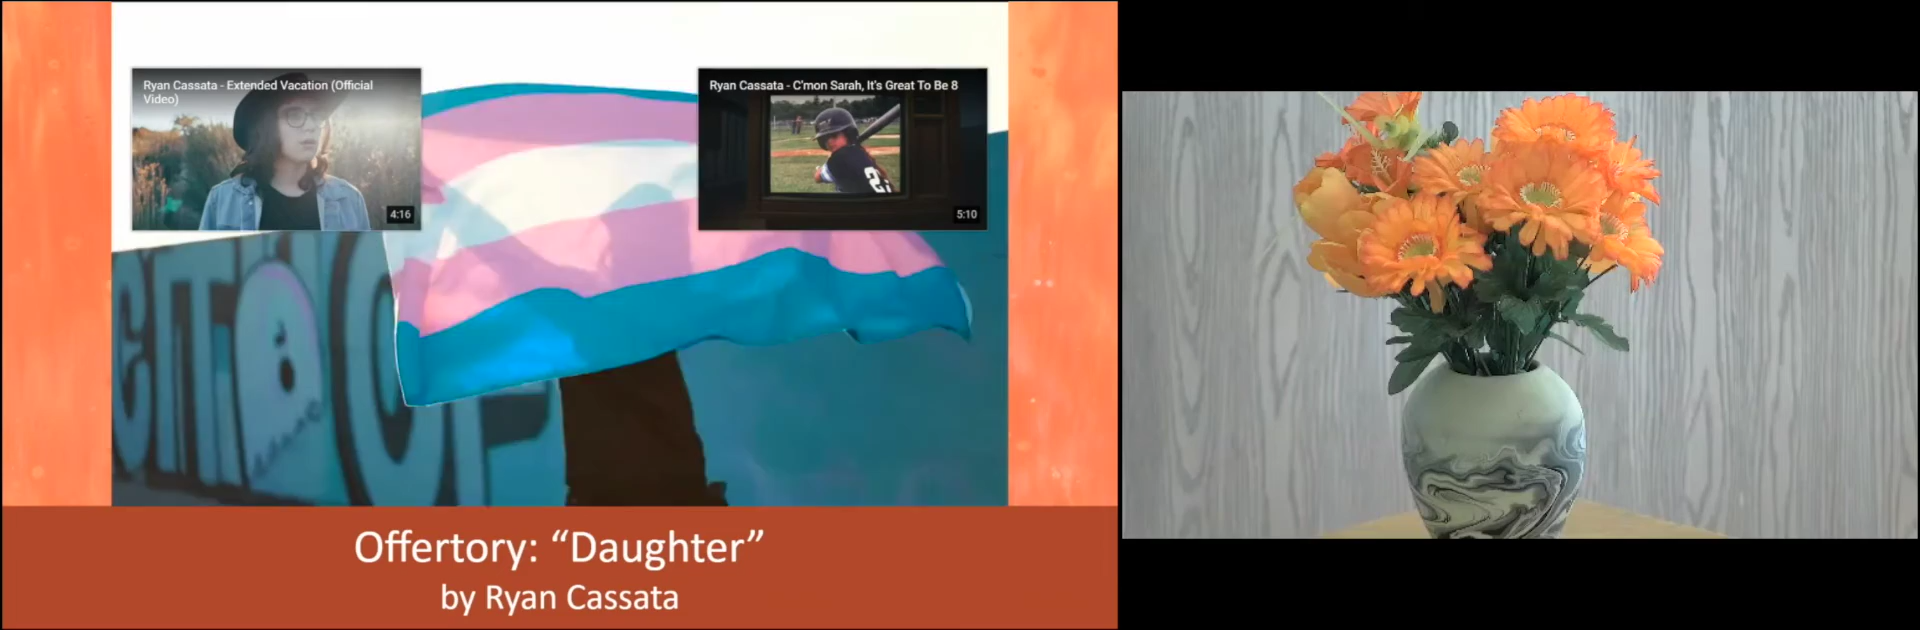 Ryan Cassata - Extended Vacation (Official
Video)
4:16
Ryan Cassata - C'mon Sarah, It's Great To Be 8
5:10
Offertory: “Daughter”
by Ryan Cassata